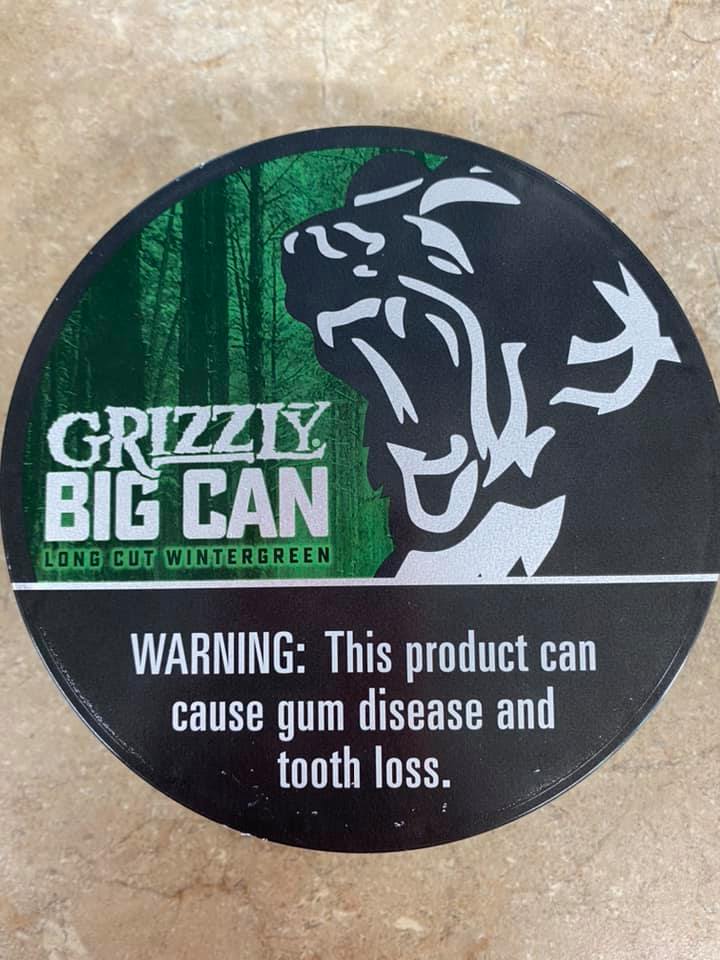 GRIZZLY
BIG CAN
LONG CUT WINTERGREEN
WARNING: This product can
cause gum disease and
tooth loss.